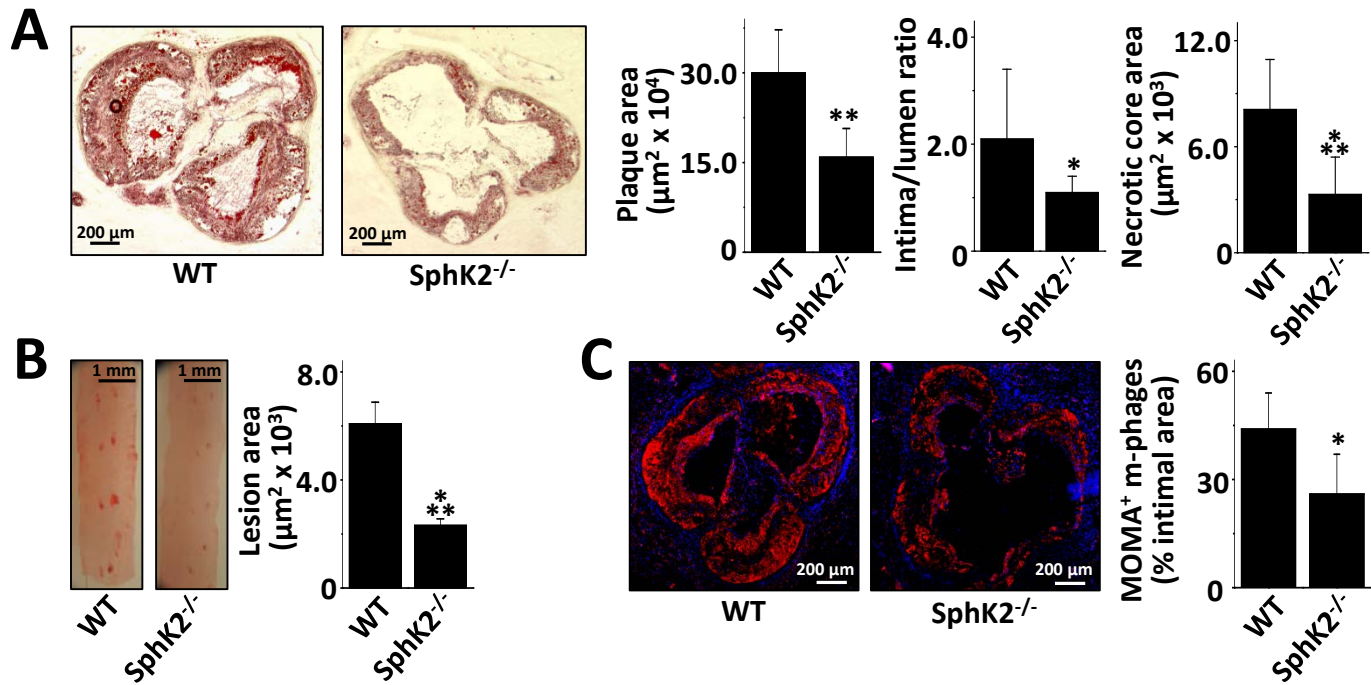 A
200 µm
WT
200 µm
SphK2-/-
Plaque area
(µm² x 10⁴)
30.0
15.0
0
**
WT
SphK2-/-
Intima/lumen ratio
4.0
2.0
0
*
WT
SphK2-/-
Necrotic core area
(µm² x 10³)
12.0
6.0
0
*
**
WT
SphK2-/-
B
1 mm
1 mm
WT
SphK2-/-
Lesion area
(µm² x 10³)
8.0
4.0
0
*
**
WT
SphK2-/-
C
200 µm
WT
200 µm
SphK2-/-
MOMA⁺ m-phages
(% intimal area)
60
30
0
*
WT
SphK2-/-